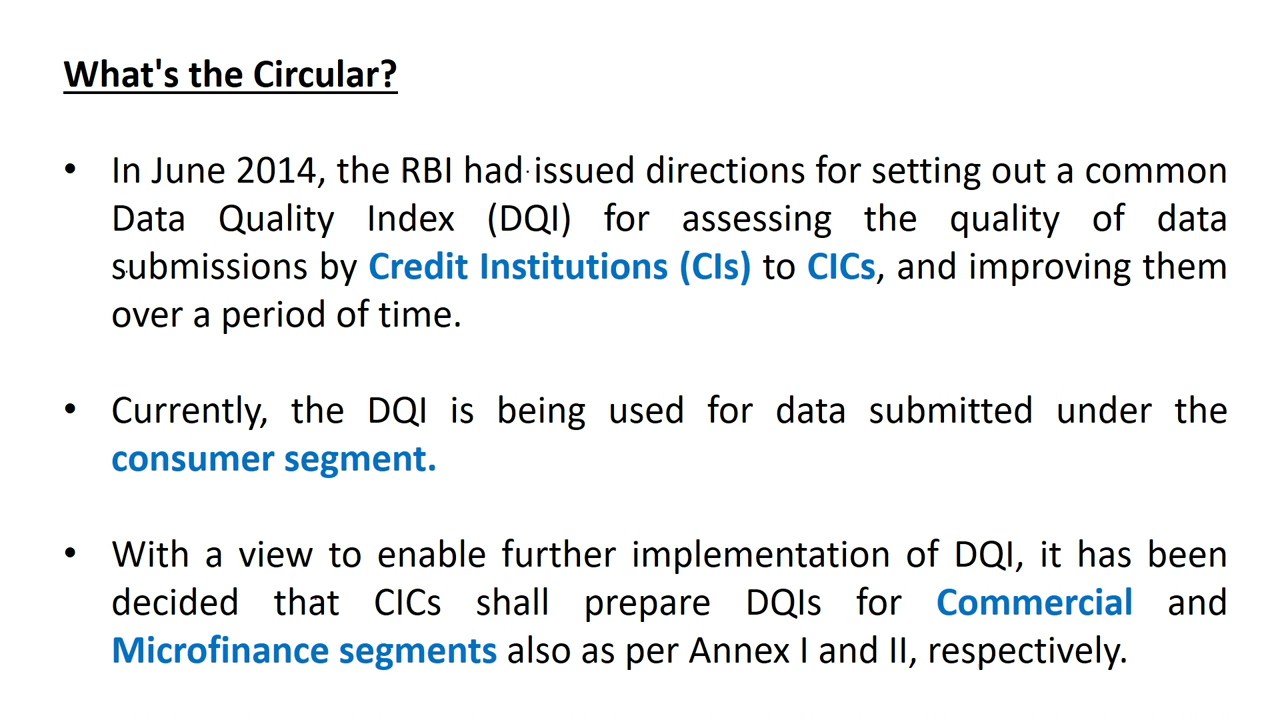 What's the Circular?
• In June 2014, the RBI had issued directions for setting out a common
Data Quality Index (DQI) for assessing the quality of data
submissions by Credit Institutions (CIs) to CICs, and improving them
over a period of time.
• Currently, the DQI is being used for data submitted under the
consumer segment.
• With a view to enable further implementation of DQI, it has been
decided that CICs shall prepare DQIs for Commercial and
Microfinance segments also as per Annex I and II, respectively.